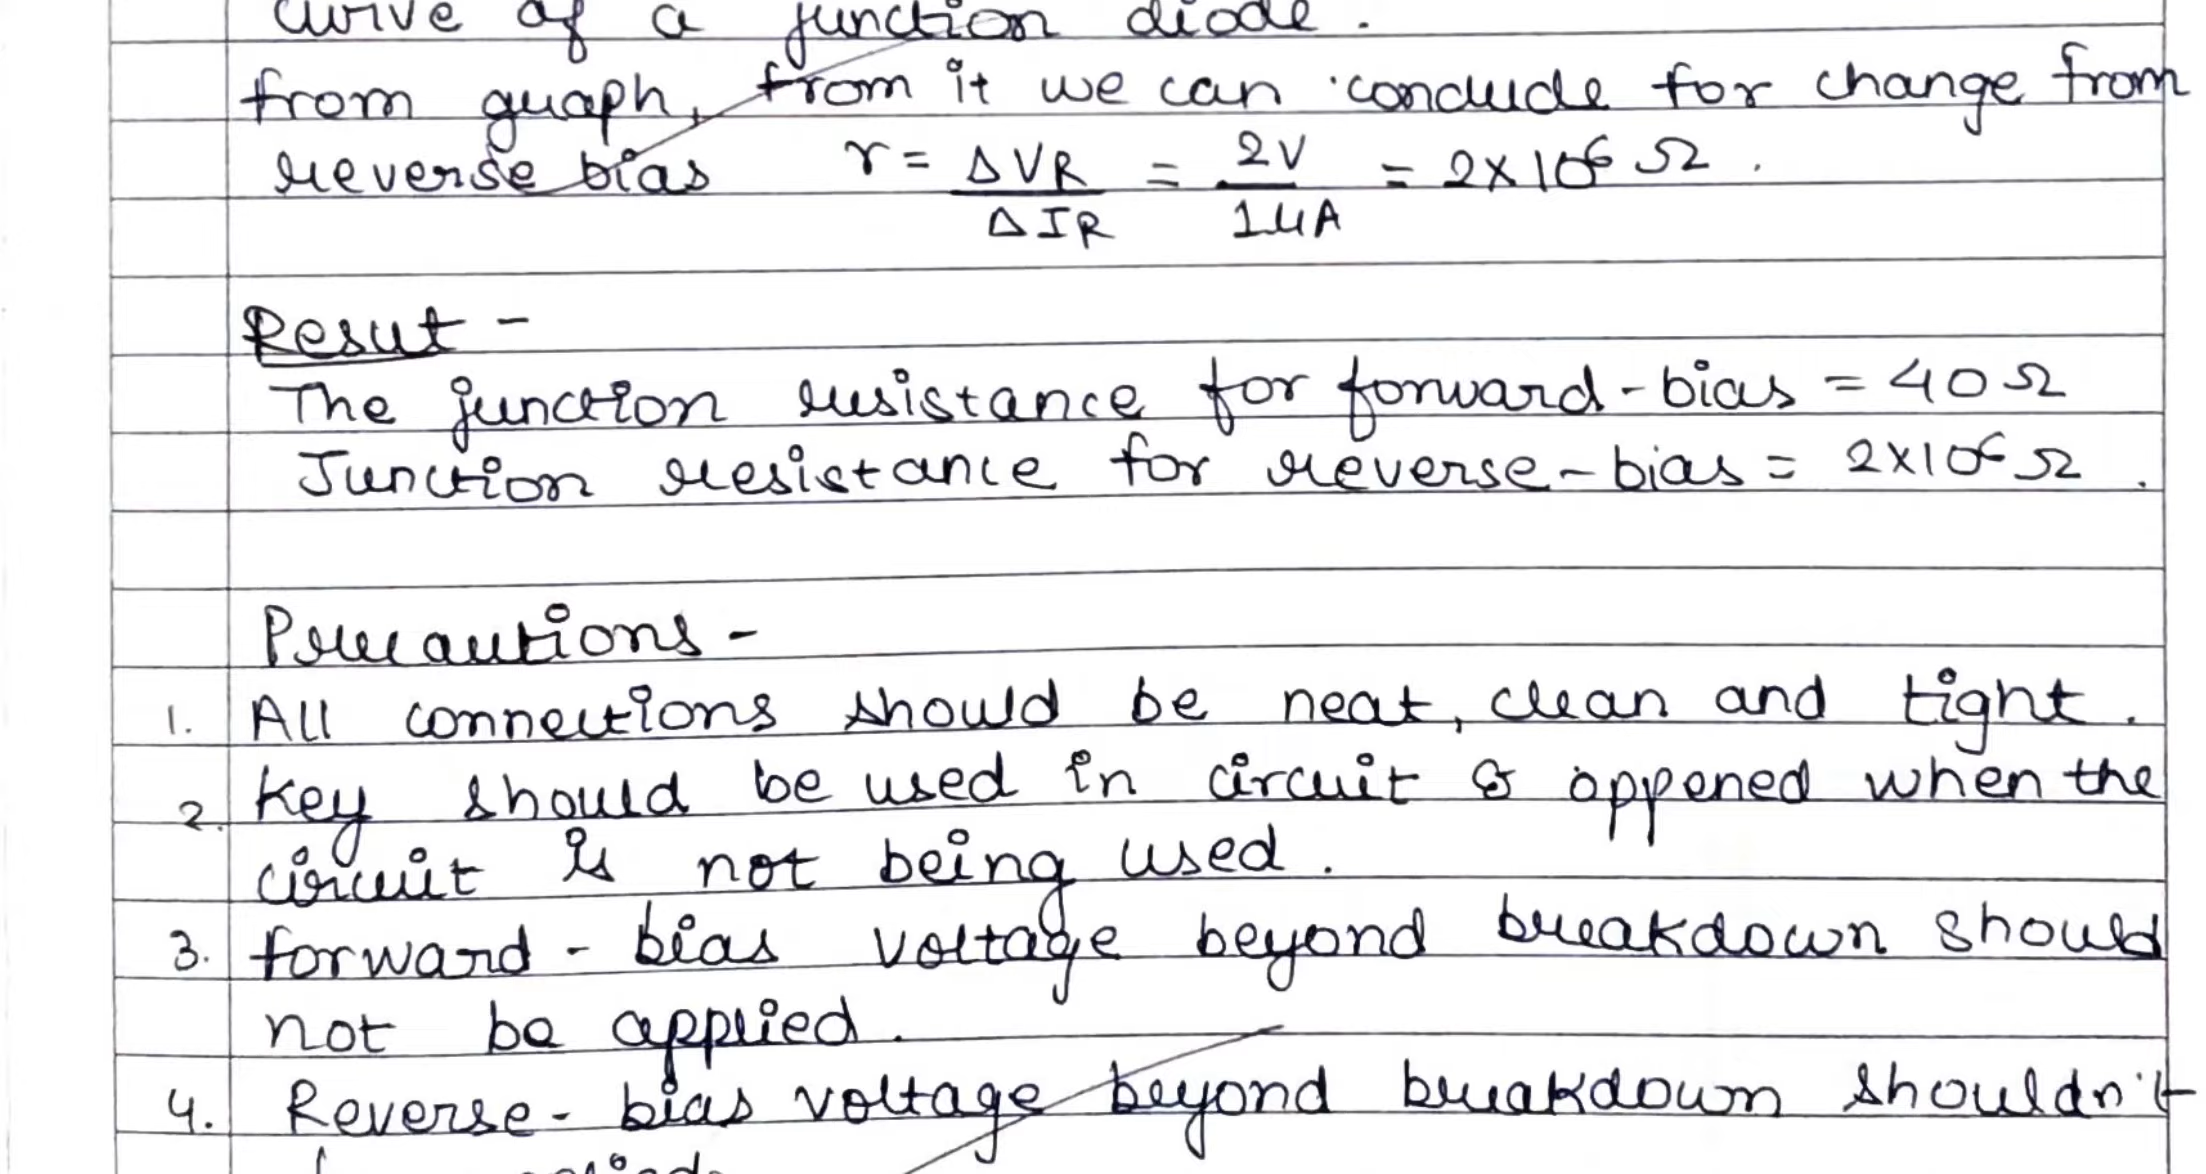 curve of a junction diode.
from graph, from it we can conclude for change from
reverse bias r = ΔVR / ΔIR = 2V / 1μA = 2×10⁶ Ω.
Resut -
The junction resistance for forward-bias = 40 Ω
Junction resistance for reverse-bias = 2×10⁶ Ω.
Precautions -
1. All connections should be neat, clean and tight.
2. Key should be used in circuit & oppened when the
circuit is not being used.
3. forward - bias voltage beyond breakdown should
not be applied.
4. Reverse- bias voltage beyond breakdown shouldn't